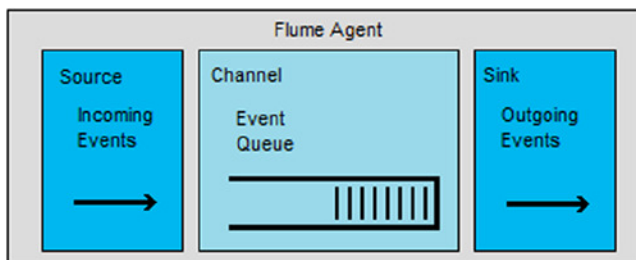 Flume Agent
Source
Incoming
Events
Channel
Event
Queue
Sink
Outgoing
Events